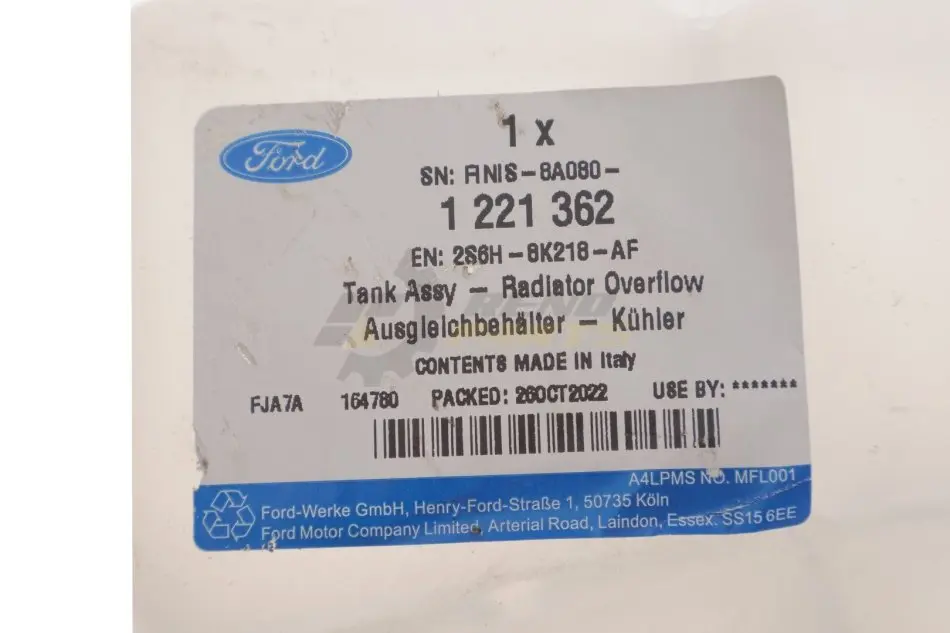 Ford
1 x
SN: FINIS-8A080-
1 221 362
EN: 2S6H-8K218-AF
Tank Assy - Radiator Overflow
Ausgleichbehälter - Kühler
CONTENTS MADE IN Italy
FJA7A 164780 PACKED: 26OCT2022 USE BY: *******
A4LPMS NO. MFL001
Ford-Werke GmbH, Henry-Ford-Straße 1, 50735 Köln
Ford Motor Company Limited, Arterial Road, Laindon, Essex. SS15 6EE